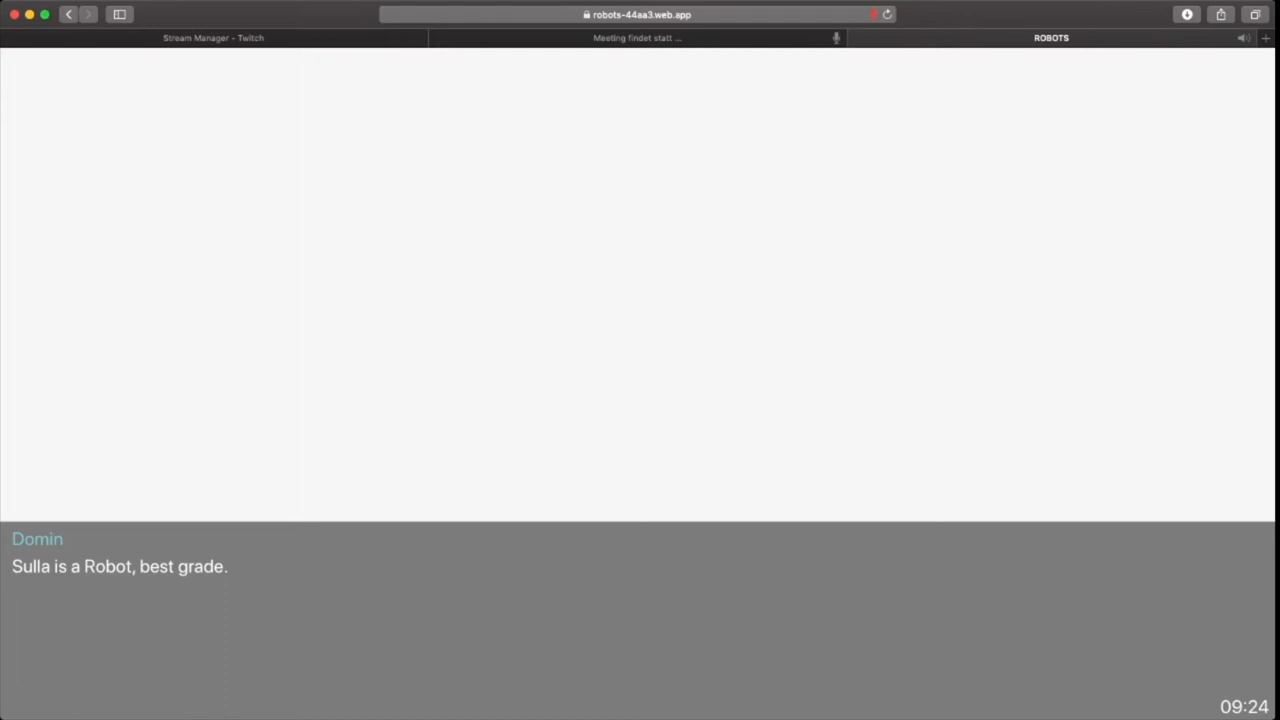 robots-44aa3.web.app
Stream Manager - Twitch
Meeting findet statt ...
ROBOTS
Domin
Sulla is a Robot, best grade.
09:24